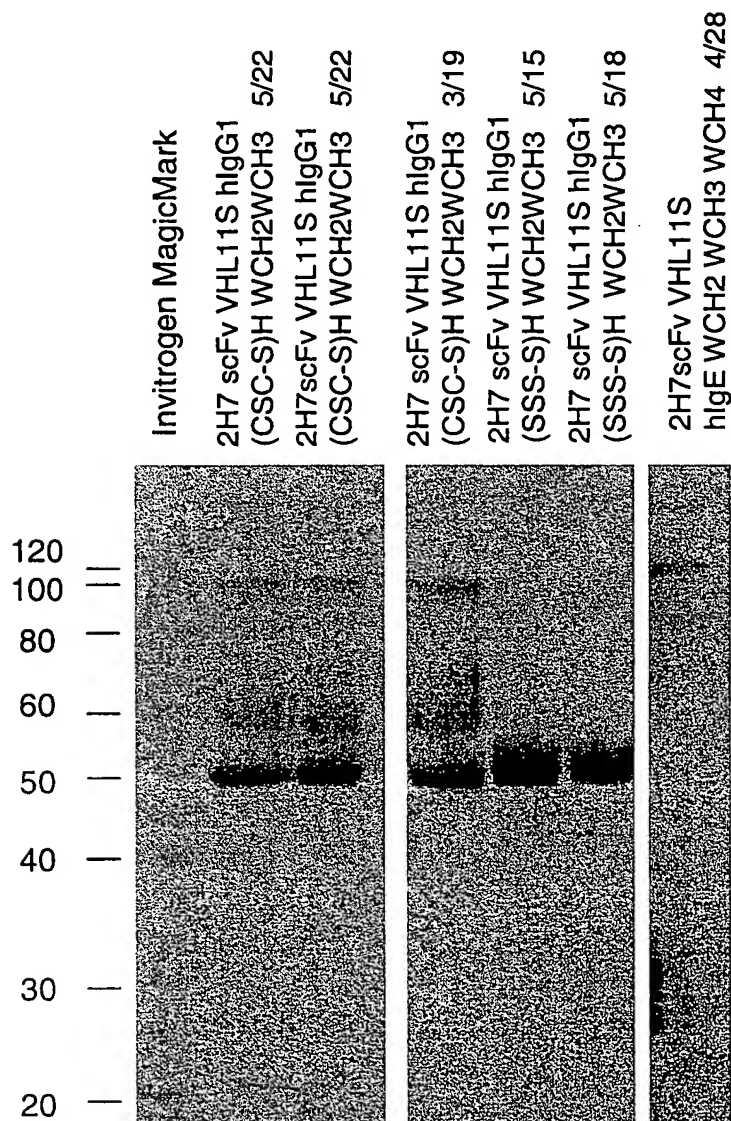 Invitrogen MagicMark
2H7 scFv VHL11S hIgG1
(CSC-S)H WCH2WCH3 5/22
2H7scFv VHL11S hIgG1
(CSC-S)H WCH2WCH3 5/22
2H7 scFv VHL11S hIgG1
(CSC-S)H WCH2WCH3 3/19
2H7 scFv VHL11S hIgG1
(SSS-S)H WCH2WCH3 5/15
2H7 scFv VHL11S hIgG1
(SSS-S)H WCH2WCH3 5/18
2H7scFv VHL11S
hIgE WCH2 WCH3 WCH4 4/28
120
100
80
60
50
40
30
20